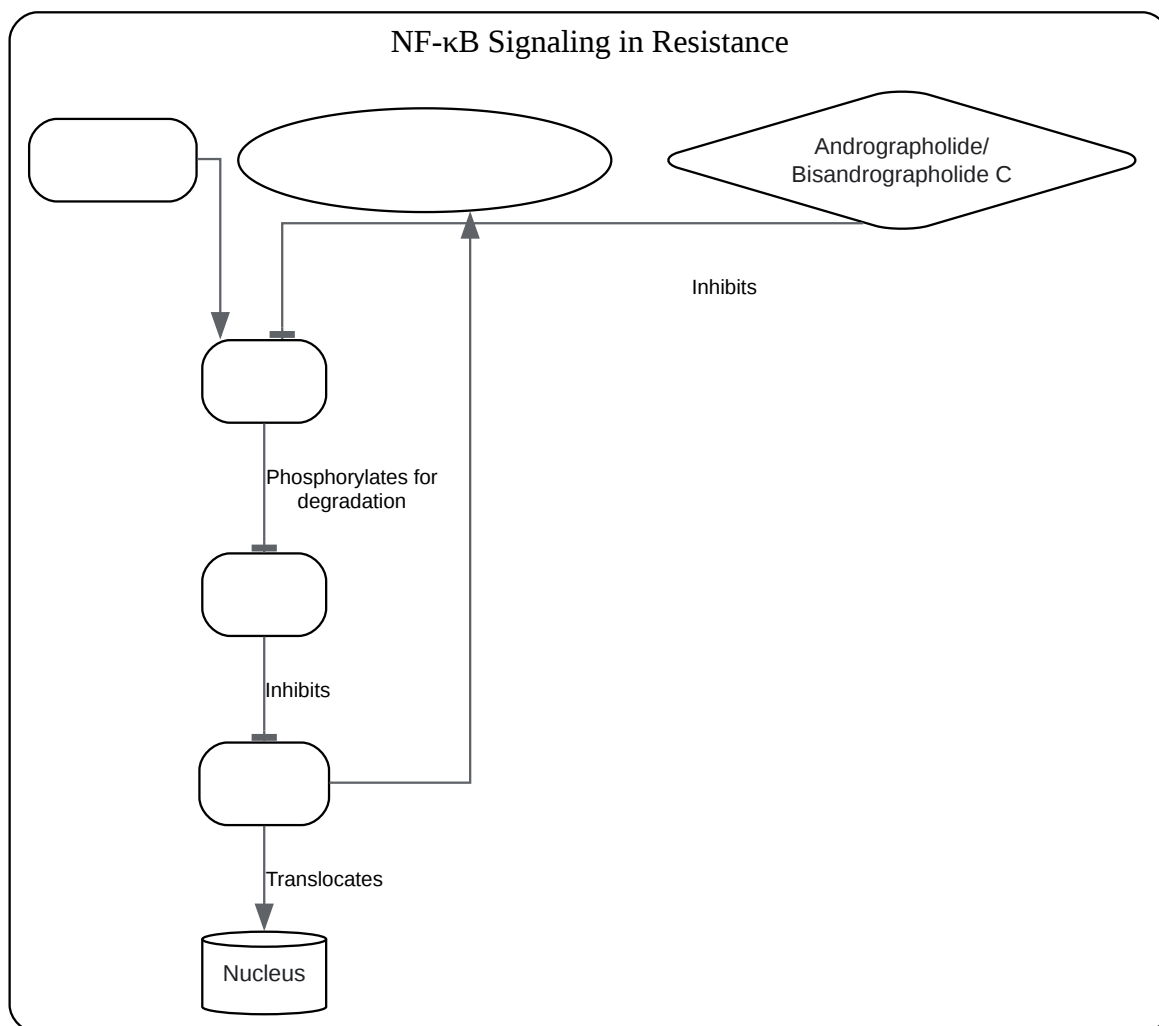 NF-κB Signaling in Resistance
Andrographolide/
Bisandrographolide C
Inhibits
Phosphorylates for
degradation
Inhibits
Translocates
Nucleus